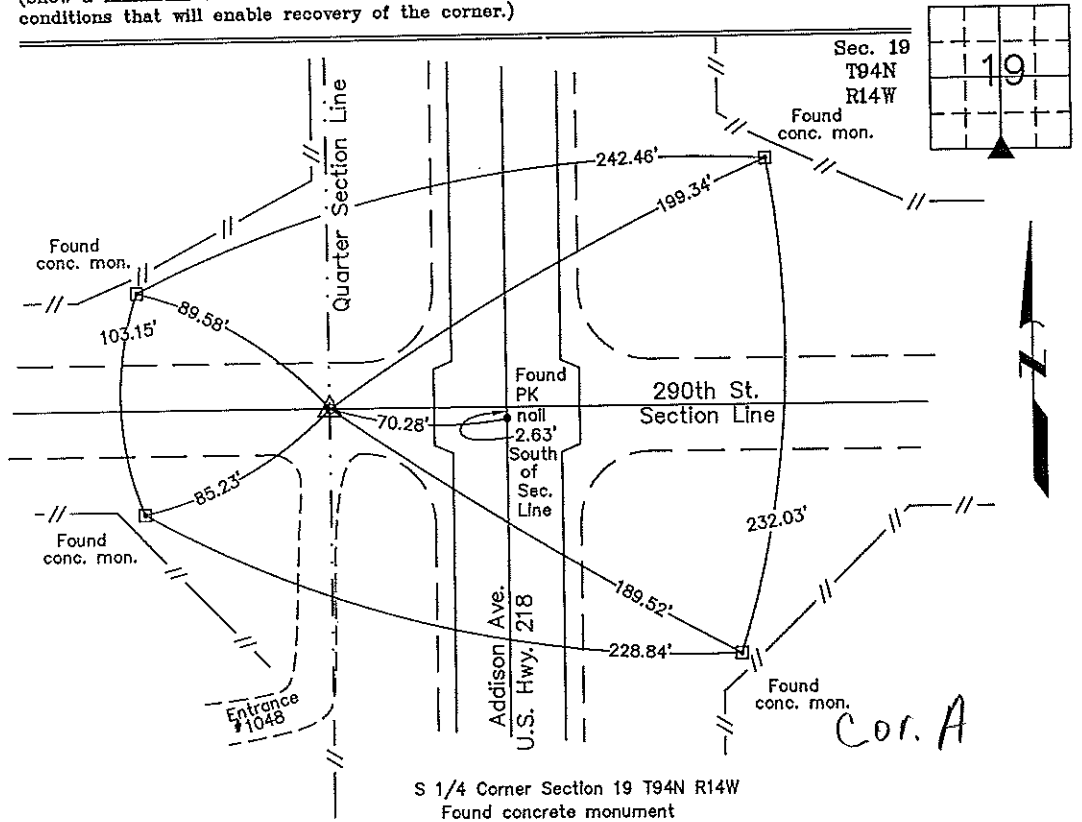 conditions that will enable recovery of the corner.)
Sec. 19
T94N
R14W
19
Found
conc. mon.
242.46'
199.34'
Quarter Section Line
Found
conc. mon.
89.58'
103.15'
Found
PK
nail
2.63'
South
of
Sec.
Line
70.28'
290th St.
Section Line
N
85.23'
Found
conc. mon.
232.03'
189.52'
228.84'
Addison Ave.
U.S. Hwy. 218
Found
conc. mon.
Entrance
#1048
Cor. A
S 1/4 Corner Section 19 T94N R14W
Found concrete monument